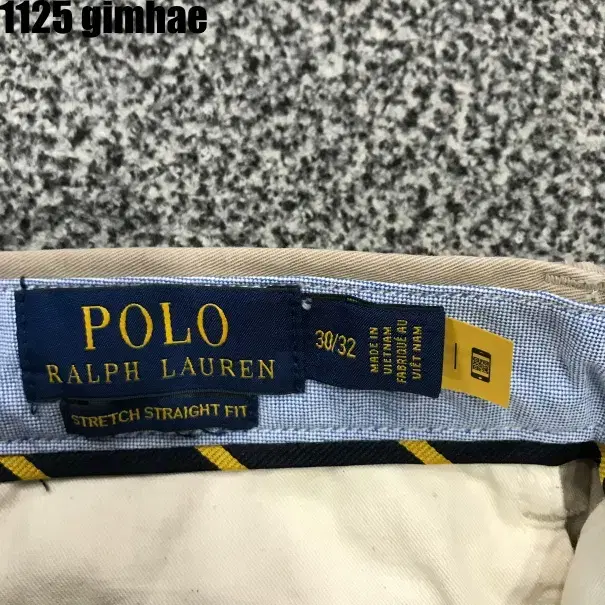 1125 gimhae
POLO
RALPH LAUREN
STRETCH STRAIGHT FIT
30/32
MADE IN
VIETNAM
FABRIQUÉ AU
VIÊT NAM